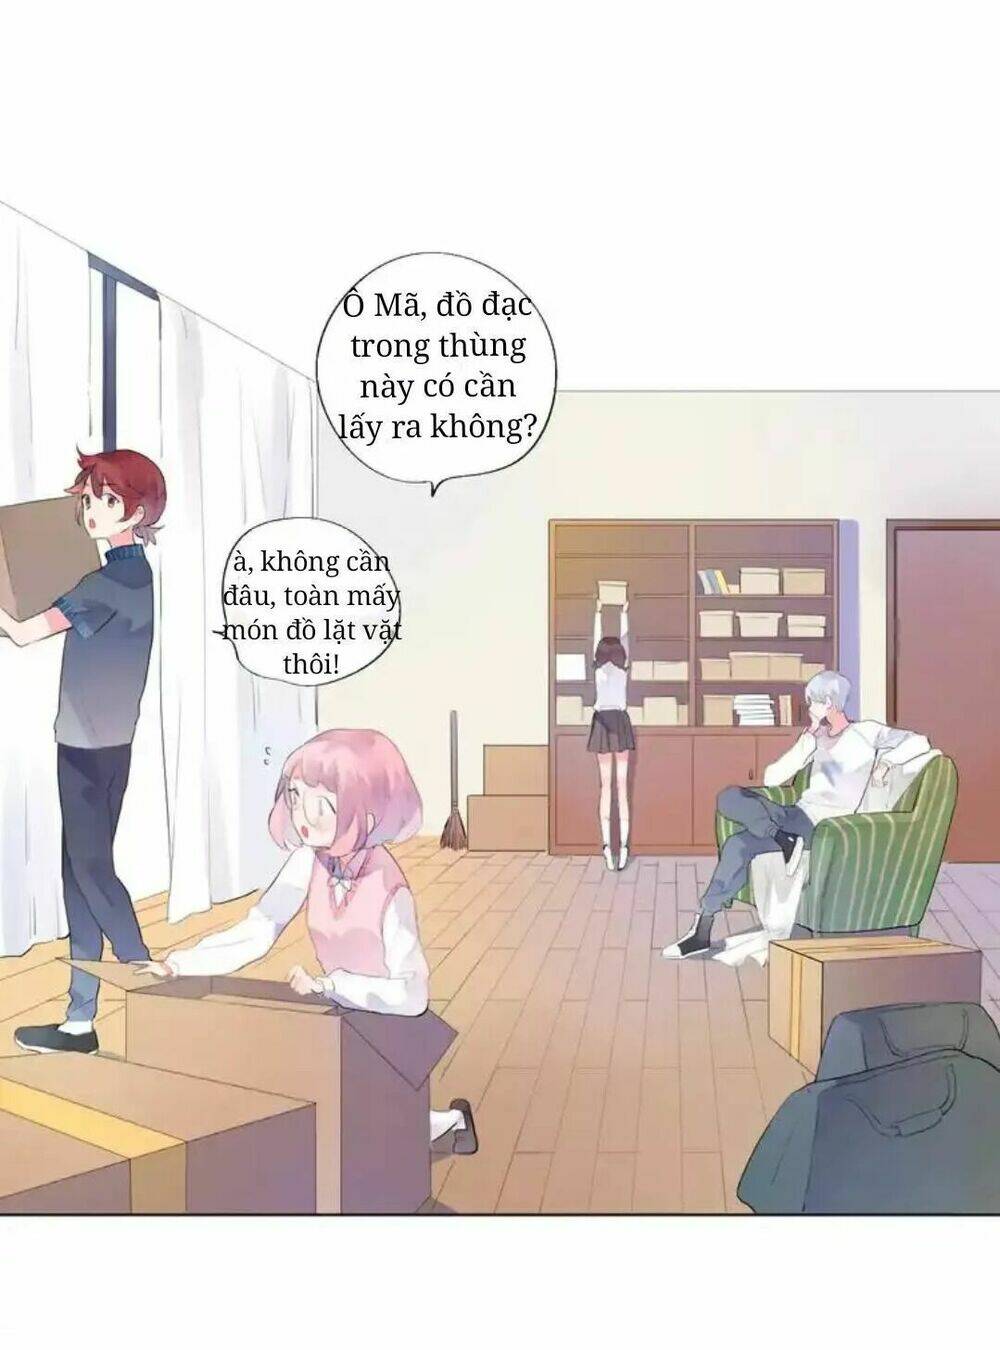 Ô Mã, đồ đạc
trong thùng
này có cần
lấy ra không?
à, không cần
đâu, toàn mấy
món đồ lặt vặt
thôi!